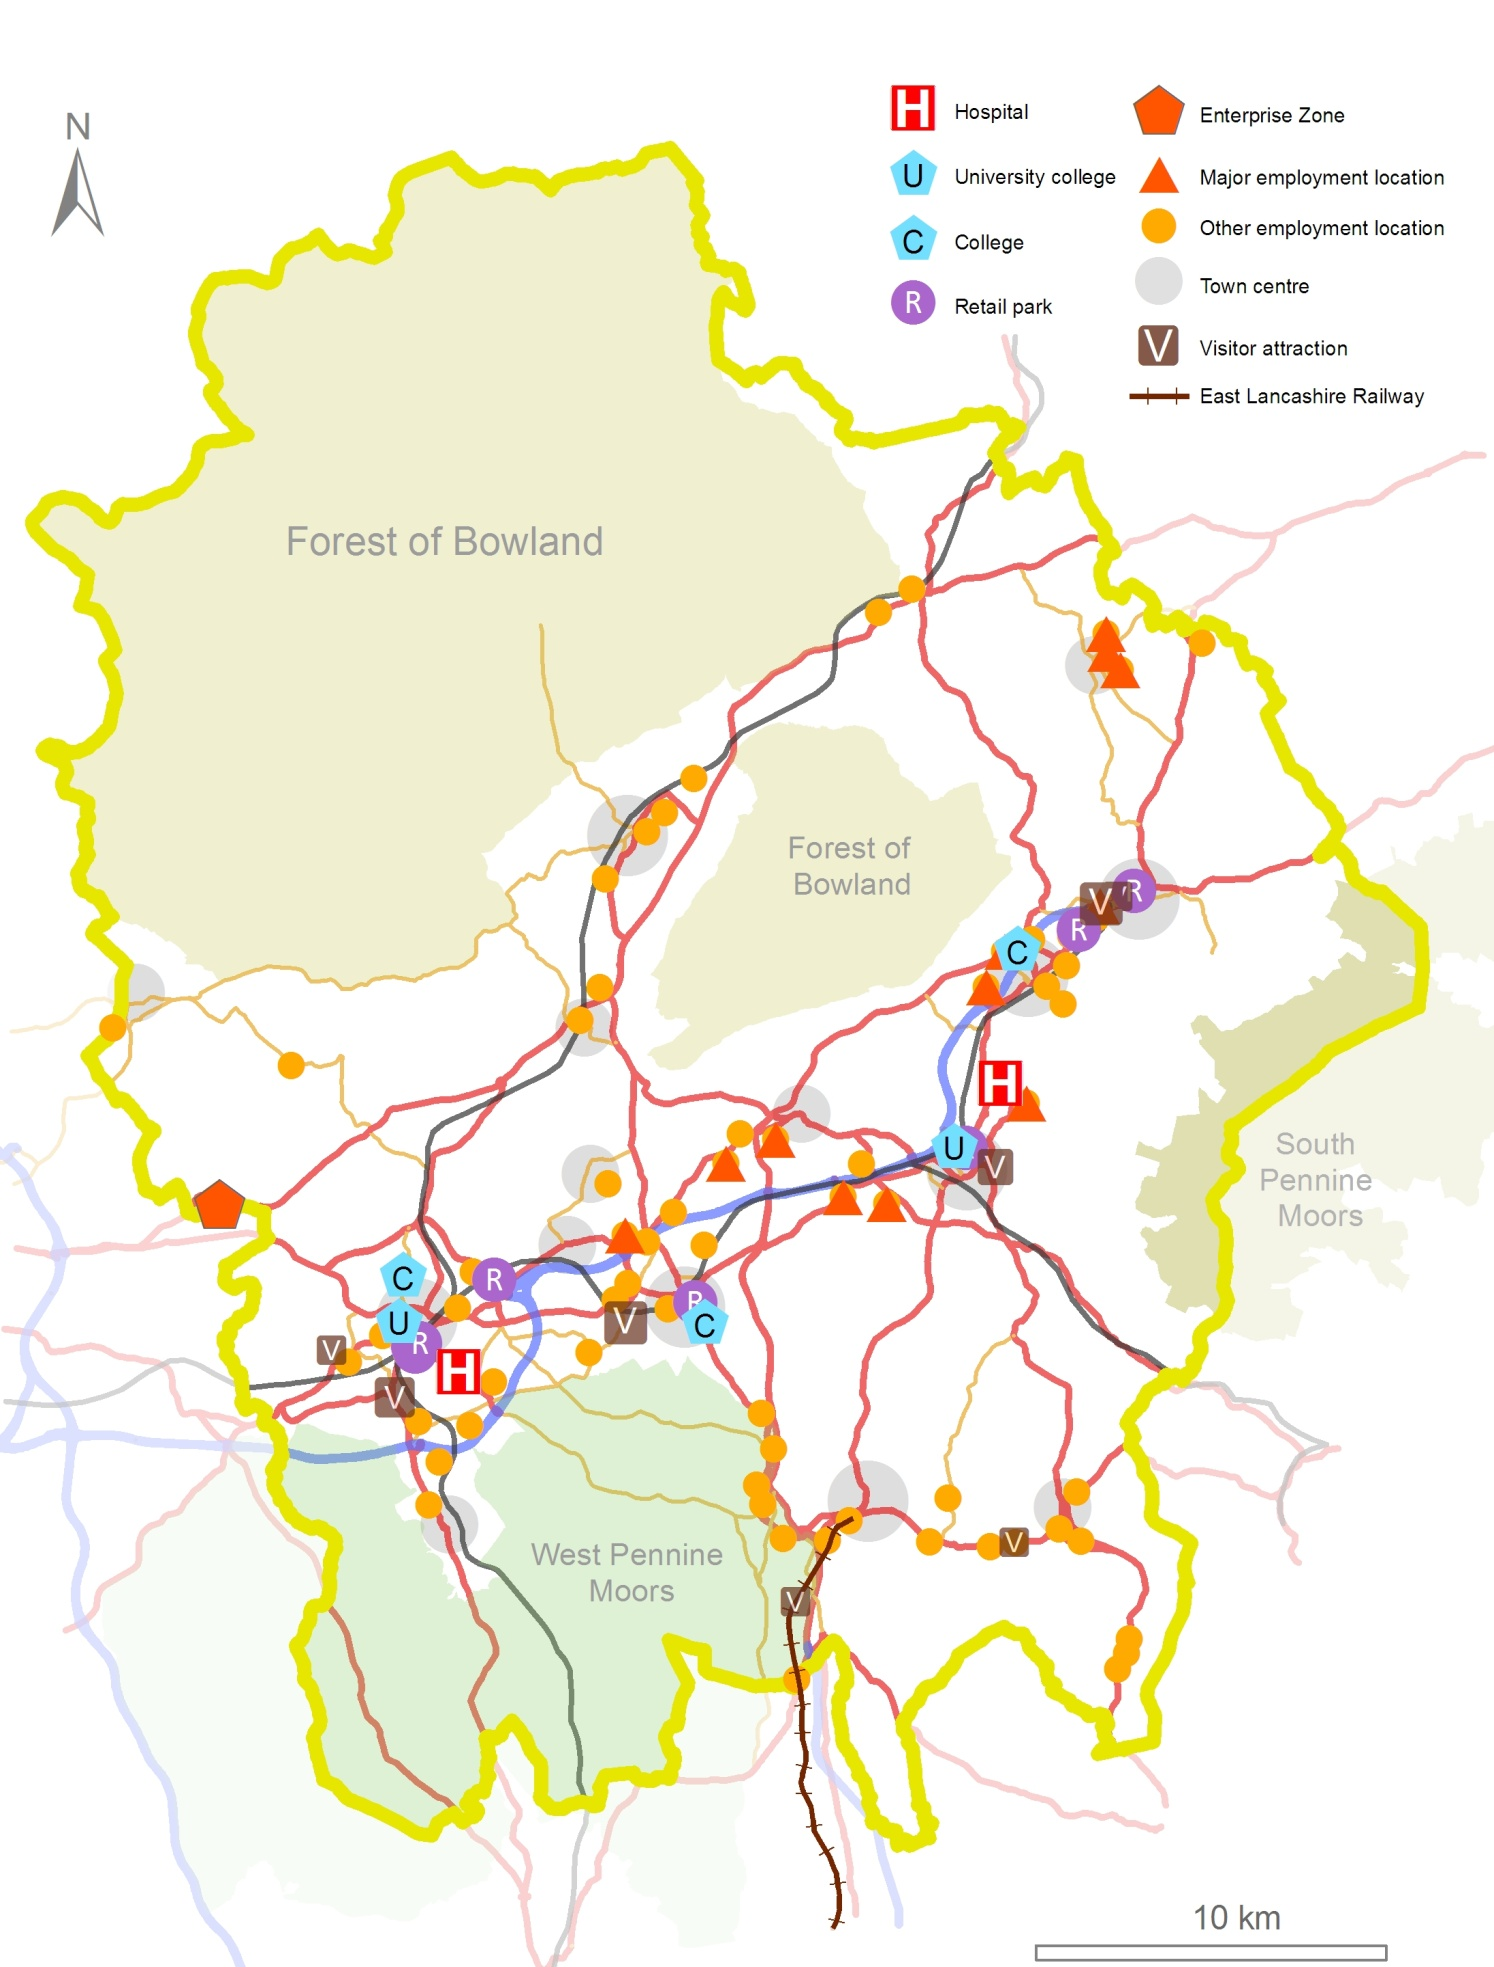 N
H Hospital
U University college
C College
R Retail park
Enterprise Zone
Major employment location
Other employment location
Town centre
V Visitor attraction
East Lancashire Railway
Forest of Bowland
Forest of
Bowland
R
V
R
C
H
U
V
South
Pennine
Moors
C
R
U
R
C
V
V
R
H
V
West Pennine
Moors
V
V
10 km